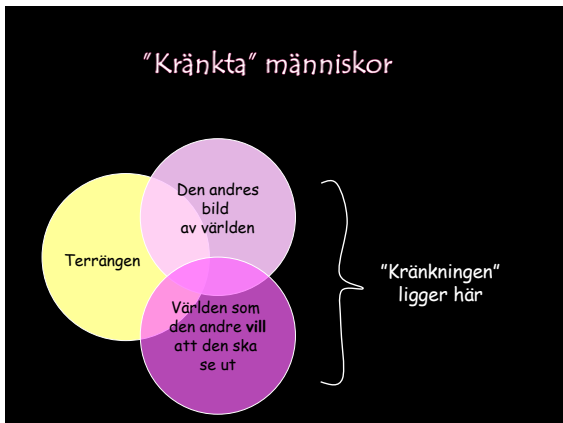 ”Kränkta” människor
Den andres
bild
av världen
Terrängen
”Kränkningen”
ligger här
Världen som
den andre vill
att den ska
se ut